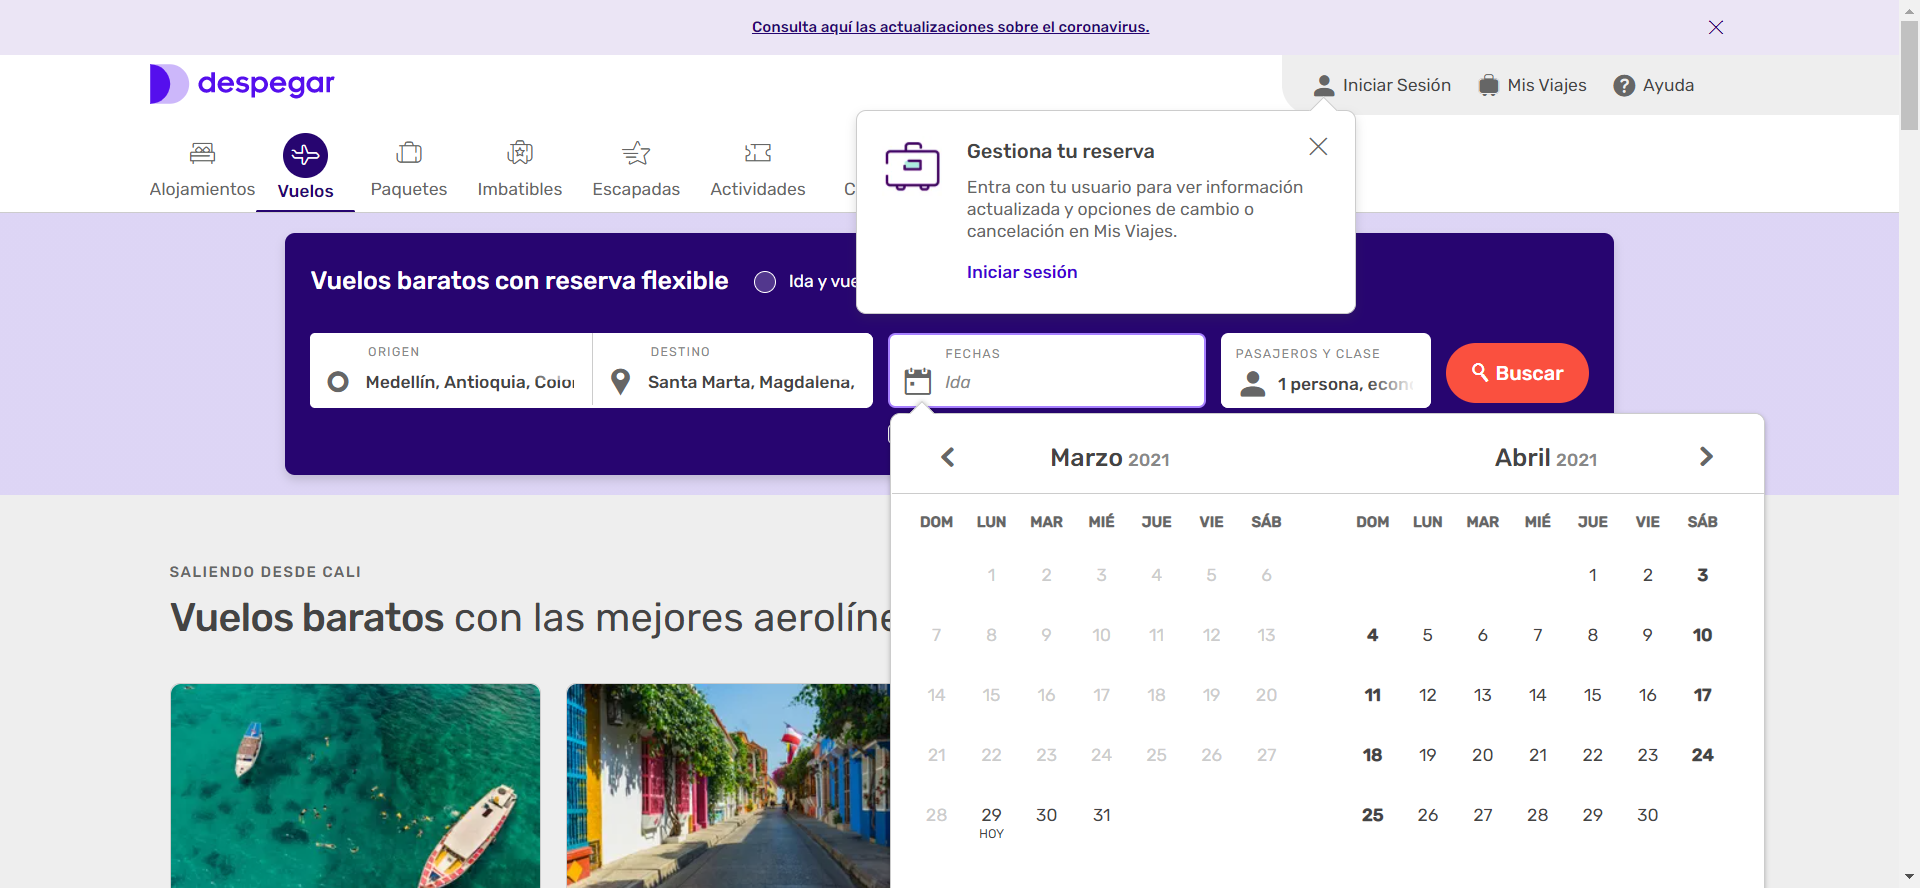 Consulta aquí las actualizaciones sobre el coronavirus.
despegar
Iniciar Sesión
Mis Viajes
Ayuda
Alojamientos
Vuelos
Paquetes
Imbatibles
Escapadas
Actividades
C
Gestiona tu reserva
Entra con tu usuario para ver información
actualizada y opciones de cambio o
cancelación en Mis Viajes.
Iniciar sesión
Vuelos baratos con reserva flexible
Ida y vue
ORIGEN
Medellín, Antioquia, Color
DESTINO
Santa Marta, Magdalena,
FECHAS
Ida
PASAJEROS Y CLASE
1 persona, econ
Buscar
Marzo 2021
DOM LUN MAR MIÉ JUE VIE SÁB
1 2 3 4 5 6
7 8 9 10 11 12 13
14 15 16 17 18 19 20
21 22 23 24 25 26 27
28 29 30 31
HOY
Abril 2021
DOM LUN MAR MIÉ JUE VIE SÁB
1 2 3
4 5 6 7 8 9 10
11 12 13 14 15 16 17
18 19 20 21 22 23 24
25 26 27 28 29 30
SALIENDO DESDE CALI
Vuelos baratos con las mejores aerolíne